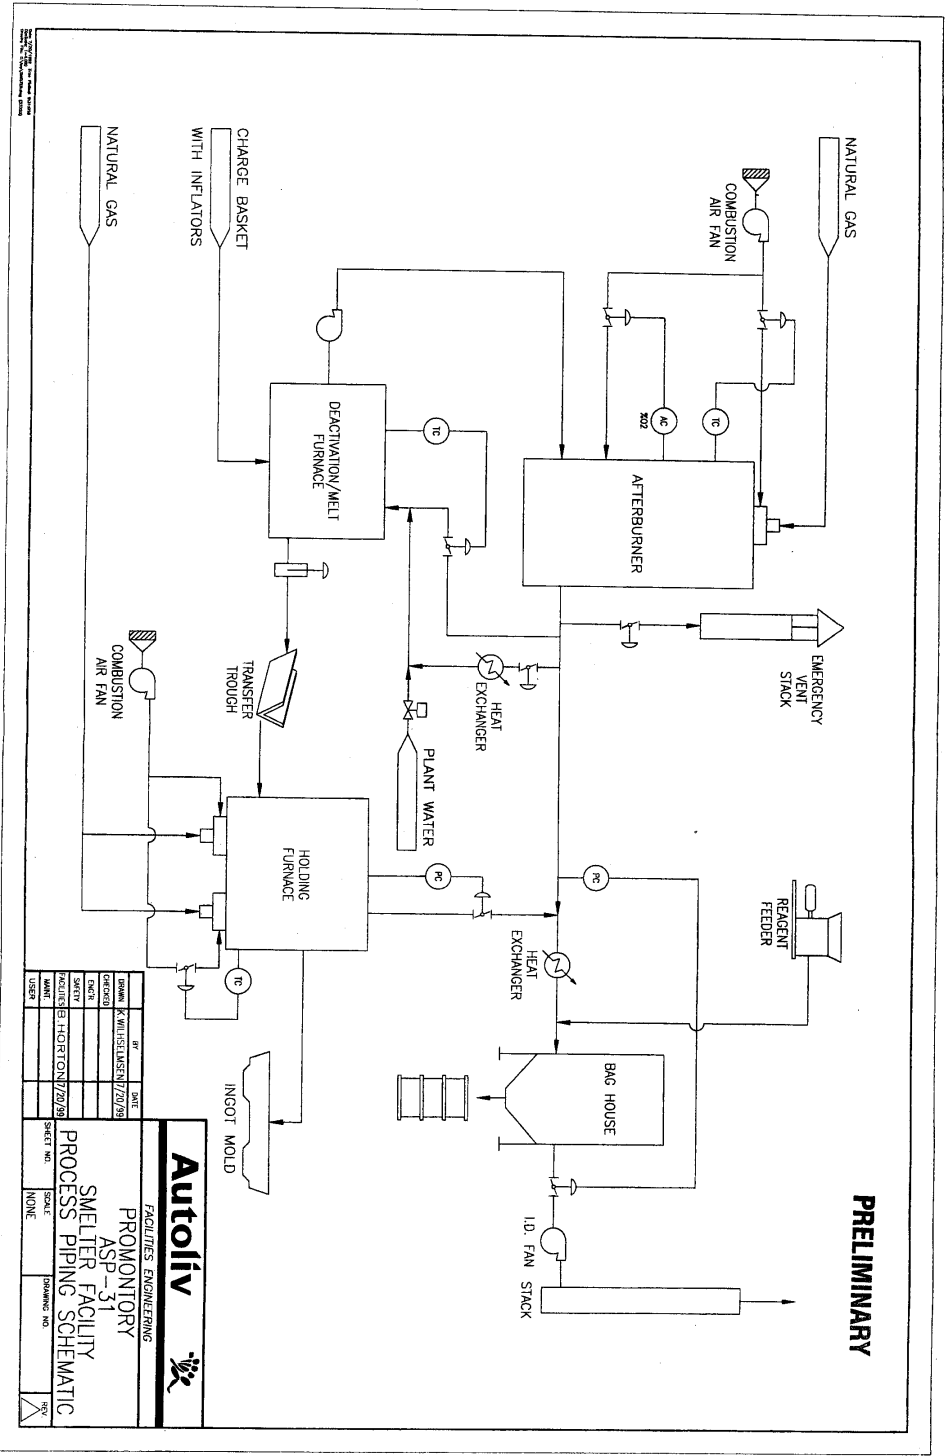 PRELIMINARY
NATURAL GAS
COMBUSTION
AIR FAN
TC
AC
%O2
AFTERBURNER
EMERGENCY
VENT
STACK
REAGENT
FEEDER
PC
HEAT
EXCHANGER
BAG HOUSE
I.D. FAN
STACK
HEAT
EXCHANGER
PLANT WATER
TC
DEACTIVATION/MELT
FURNACE
CHARGE BASKET
WITH INFLATORS
TRANSFER
TROUGH
PC
HOLDING
FURNACE
TC
INGOT MOLD
NATURAL GAS
COMBUSTION
AIR FAN
BY
DATE
DRAWN
K.WILHSELMSEN
7/20/99
CHECKED
ENG'R
SAFETY
FACILITIES
B. HORTON
7/20/99
MAINT.
USER
Autoliv
FACILITIES ENGINEERING
PROMONTORY
ASP-31
SMELTER FACILITY
PROCESS PIPING SCHEMATIC
SHEET NO.
SCALE
NONE
DRAWING NO.
REV